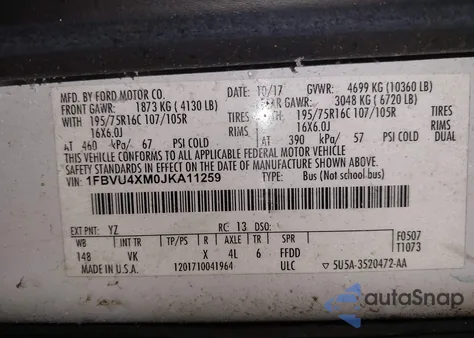 MFD. BY FORD MOTOR CO.
DATE: 10/17 GVWR: 4699 KG (10360 LB)
FRONT GAWR: 1873 KG ( 4130 LB) REAR GAWR: 3048 KG ( 6720 LB)
WITH 195/75R16C 107/105R TIRES WITH 195/75R16C 107/105R TIRES
16X6.0J RIMS 16X6.0J RIMS
AT 460 kPa/ 67 PSI COLD AT 390 kPa/ 57 PSI COLD DUAL
THIS VEHICLE CONFORMS TO ALL APPLICABLE FEDERAL MOTOR VEHICLE
SAFETY STANDARDS IN EFFECT ON THE DATE OF MANUFACTURE SHOWN ABOVE.
VIN: 1FBVU4XM0JKA11259 TYPE: Bus (Not school bus)
EXT PNT: YZ RC: 13 DSO: F0507
WB INT TR TP/PS R AXLE TR SPR T1073
148 VK X 4L 6 FFDD
MADE IN U.S.A. 1201710041964 ULC ▽ 5U5A-3520472-AA
autoSnap